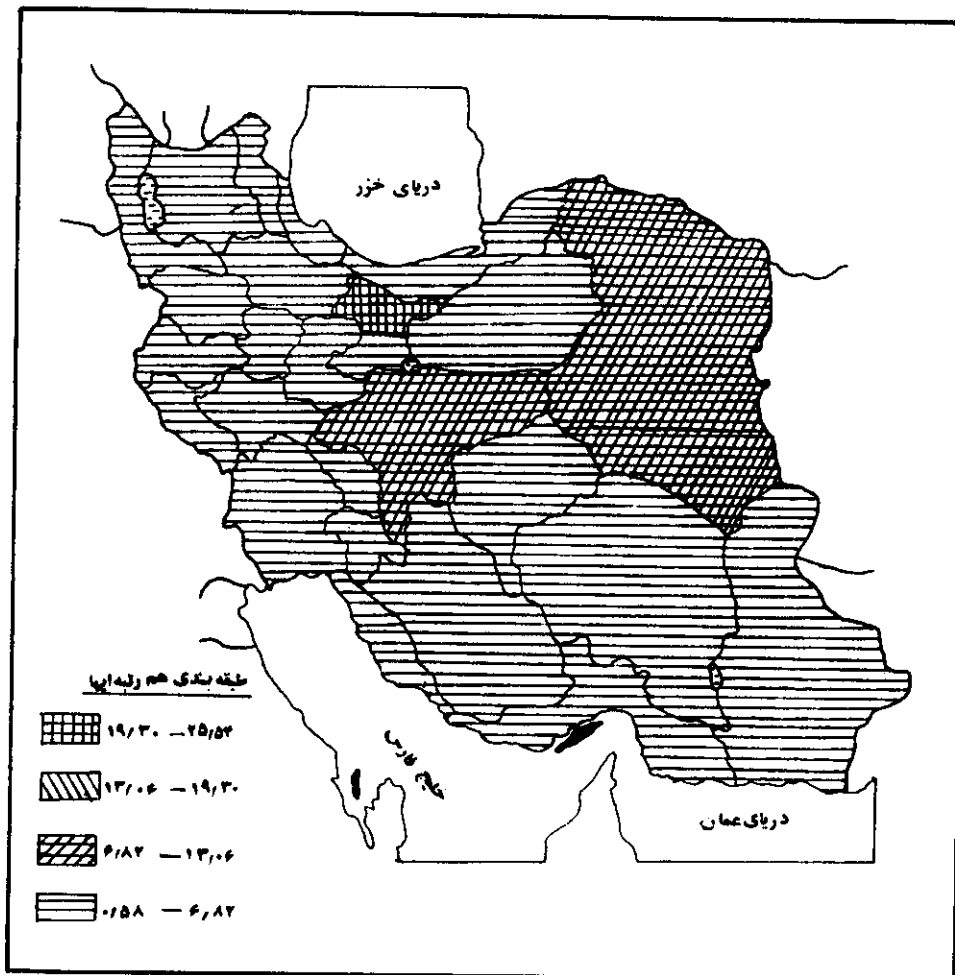 دریای خزر
خلیج فارس
دریای عمان
طبقه بندی هم رتبه ایها
۱۹٫۳۰ — ۲۵٫۵۴
۱۳٫۰۶ — ۱۹٫۳۰
۶٫۸۲ — ۱۳٫۰۶
۰٫۵۸ — ۶٫۸۲